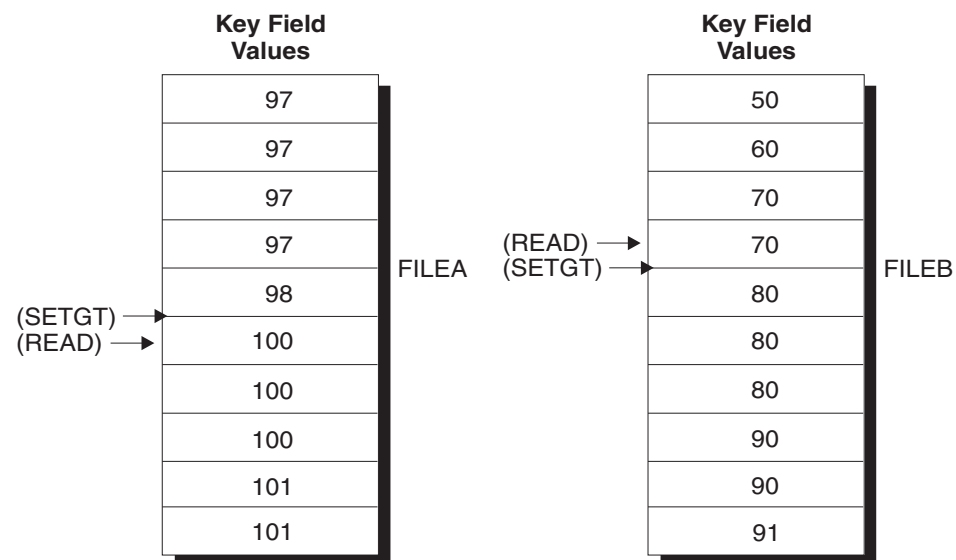 Key Field
Values
97
97
97
97
98
100
100
100
101
101
(SETGT)
(READ)
FILEA
Key Field
Values
50
60
70
70
80
80
80
90
90
91
(READ)
(SETGT)
FILEB